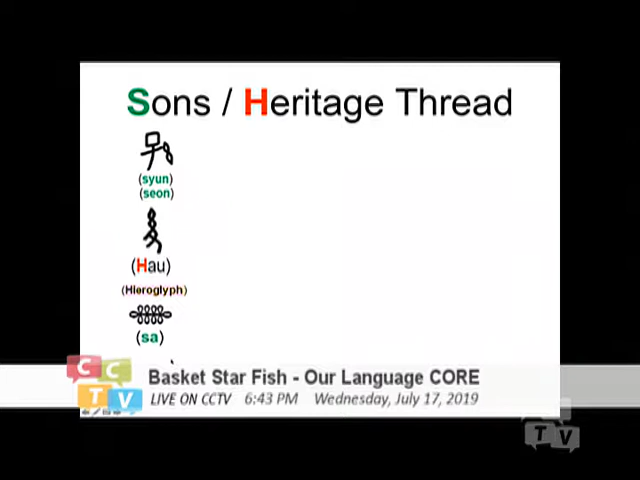 Sons / Heritage Thread
(syun)
(seon)
(Hau)
(Hieroglyph)
(sa)
CCTV
Basket Star Fish - Our Language CORE
LIVE ON CCTV 6:43 PM Wednesday, July 17, 2019
TV